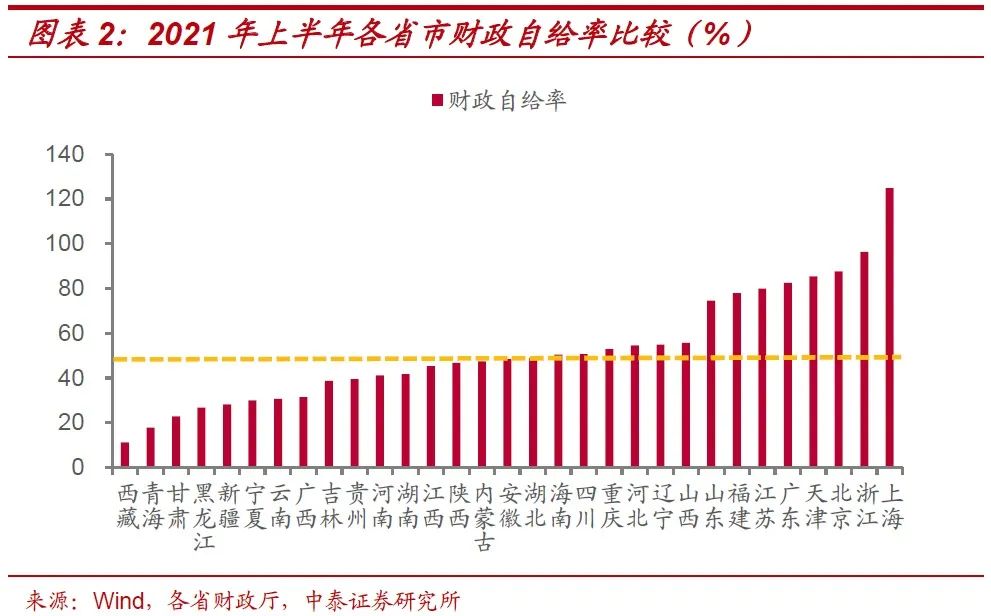 图表 2：2021 年上半年各省市财政自给率比较（%）
财政自给率
140
120
100
80
60
40
20
0
西藏
青海
甘肃
黑龙江
新疆
宁夏
云南
广西
吉林
贵州
河南
湖南
江西
陕西
内蒙古
安徽
湖北
海南
四川
重庆
河北
辽宁
山西
山东
福建
江苏
广东
天津
北京
浙江
上海
来源：Wind，各省财政厅，中泰证券研究所